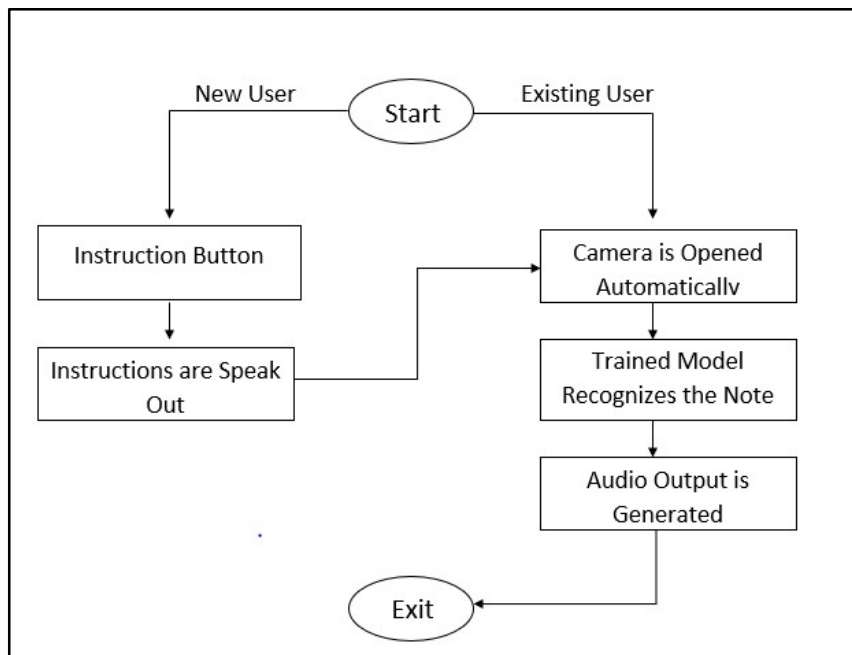 New User
Start
Existing User
Instruction Button
Instructions are Speak
Out
Camera is Opened
Automatically
Trained Model
Recognizes the Note
Audio Output is
Generated
Exit